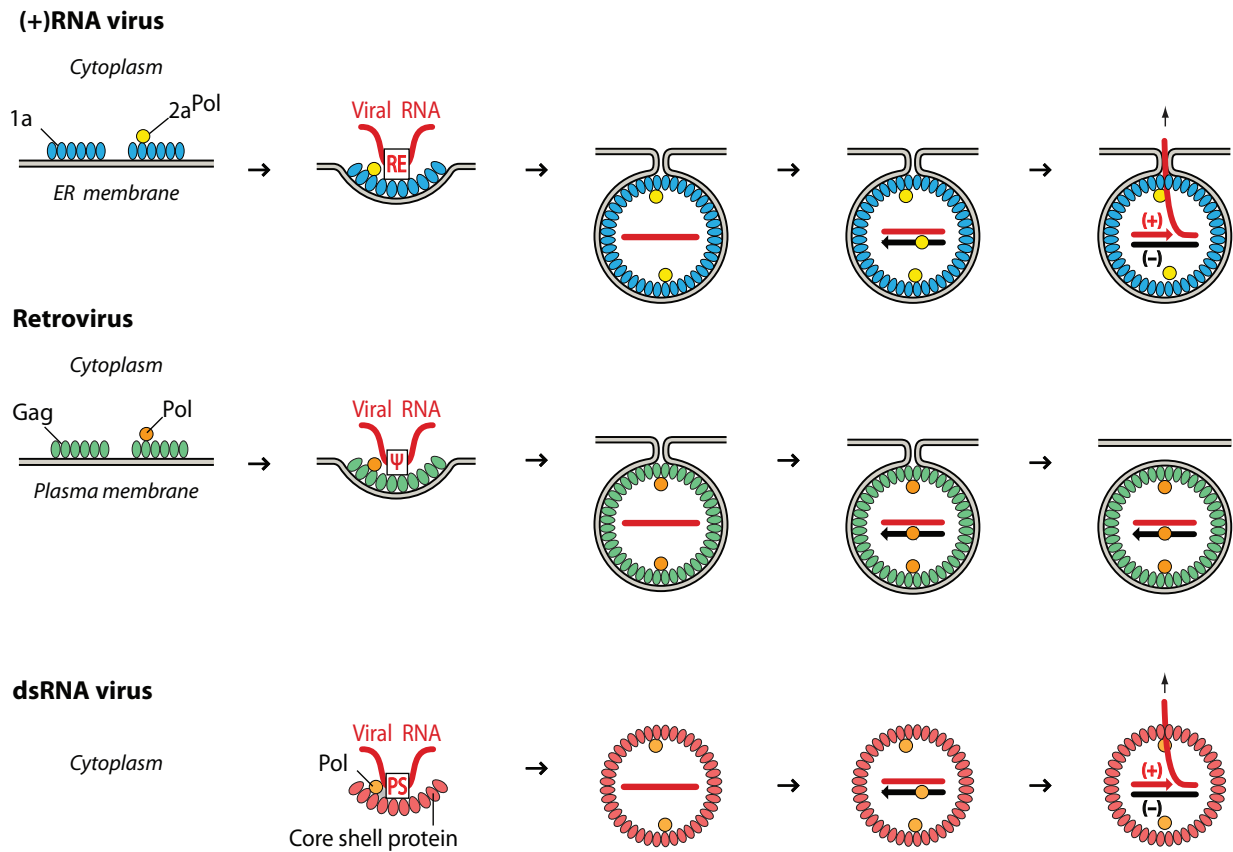 (+)RNA virus
Cytoplasm
1a
2aPol
ER membrane
Viral RNA
RE
(+)
(−)
Retrovirus
Cytoplasm
Gag
Pol
Plasma membrane
Viral RNA
Ψ
dsRNA virus
Cytoplasm
Viral RNA
Pol
PS
Core shell protein
(+)
(−)